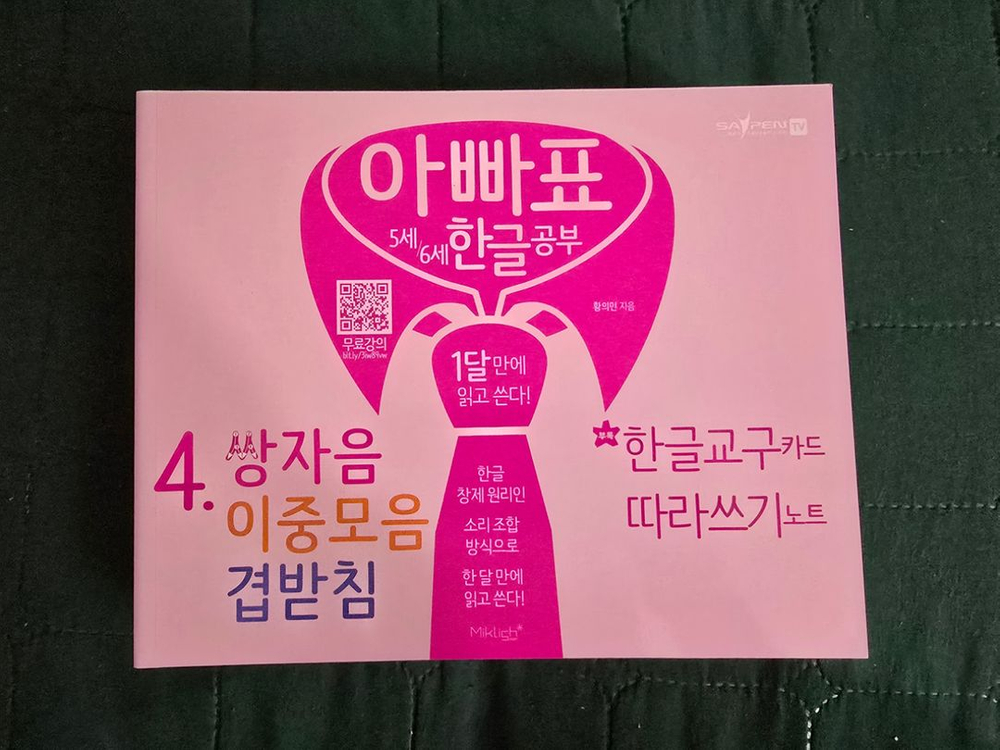 SAYPEN TV
아빠표
5세/6세 한글공부
무료강의
황의민 지음
1달만에
읽고 쓴다!
4. 쌍자음
이중모음
겹받침
한글교구카드
따라쓰기노트
한글
창제 원리인
소리 조합
방식으로
한 달 만에
읽고 쓴다!
Miklish*